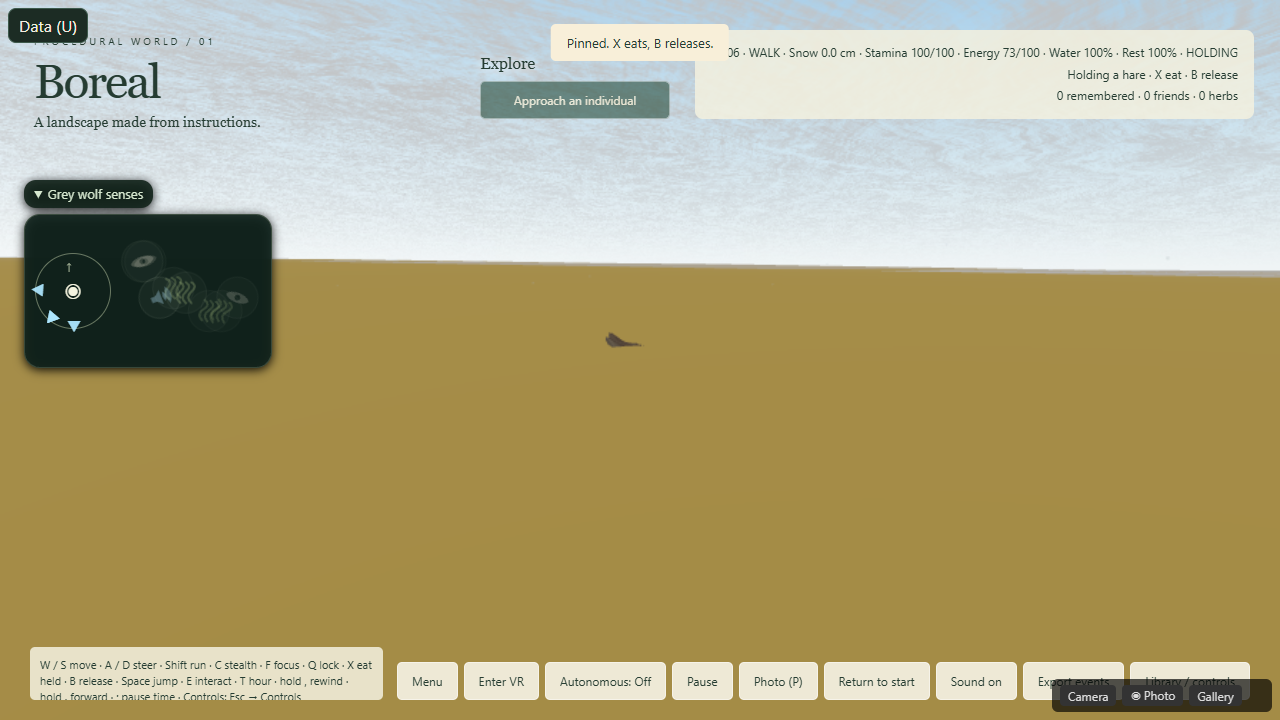 Data (U)
PROCEDURAL WORLD / 01
Boreal
A landscape made from instructions.
Pinned. X eats, B releases.
Explore
Approach an individual
06 · WALK · Snow 0.0 cm · Stamina 100/100 · Energy 73/100 · Water 100% · Rest 100% · HOLDING
Holding a hare · X eat · B release
0 remembered · 0 friends · 0 herbs
▼ Grey wolf senses
↑
W / S move · A / D steer · Shift run · C stealth · F focus · Q lock · X eat
held · B release · Space jump · E interact · T hour · hold , rewind ·
hold . forward · ; pause time · Controls: Esc → Controls
Menu
Enter VR
Autonomous: Off
Pause
Photo (P)
Return to start
Sound on
Export events
Library / controls
Camera
◉ Photo
Gallery